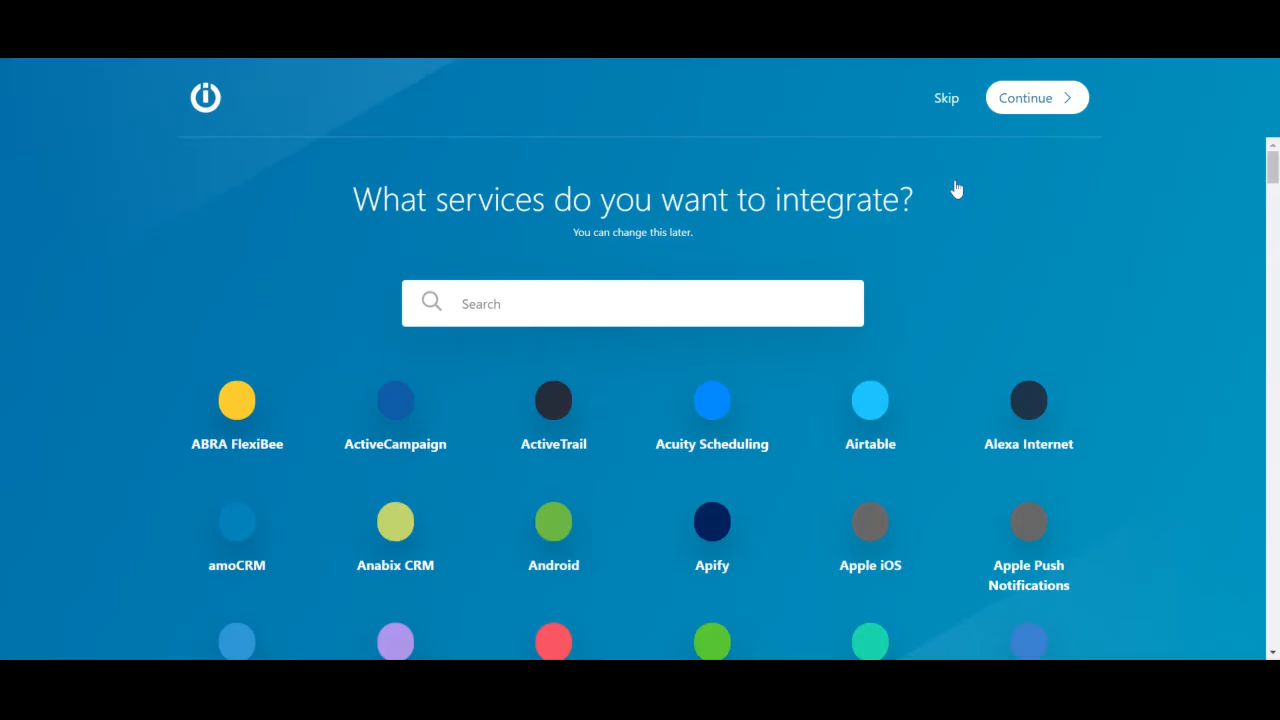 Skip
Continue
What services do you want to integrate?
You can change this later.
Search
ABRA FlexiBee
ActiveCampaign
ActiveTrail
Acuity Scheduling
Airtable
Alexa Internet
amoCRM
Anabix CRM
Android
Apify
Apple iOS
Apple Push
Notifications